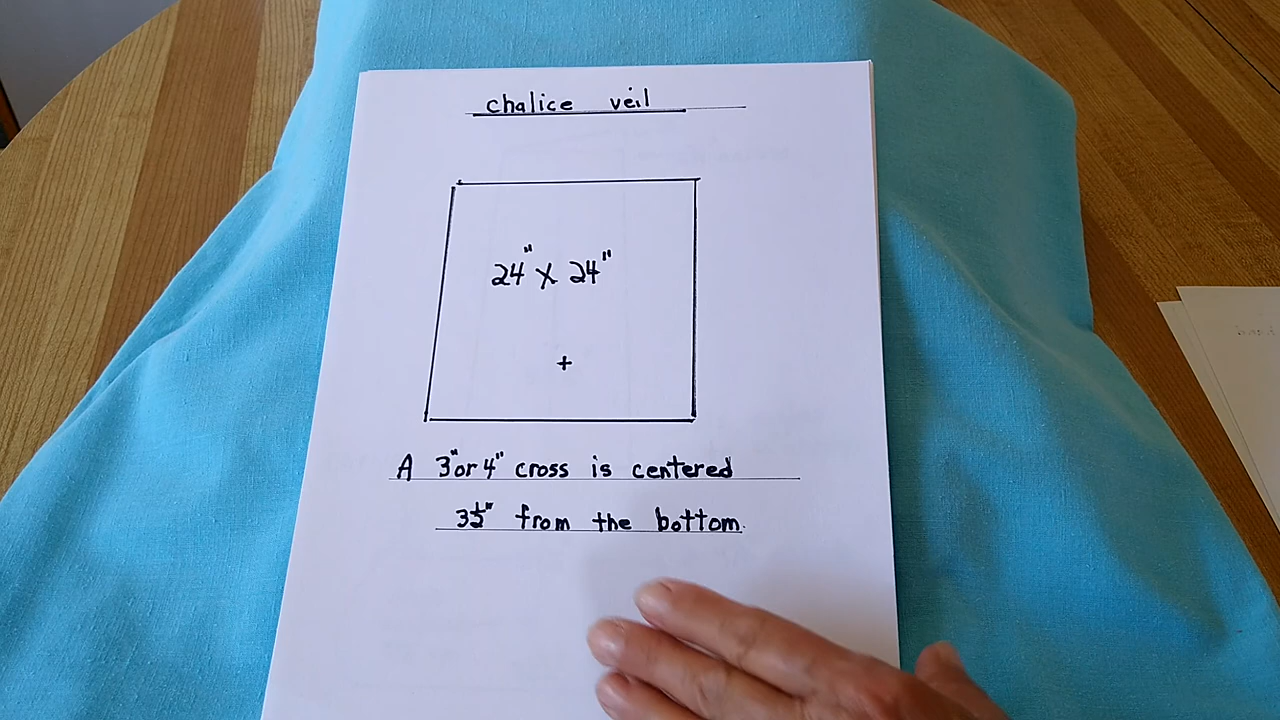 chalice veil
24" x 24"
+
A 3" or 4" cross is centered
3½" from the bottom.